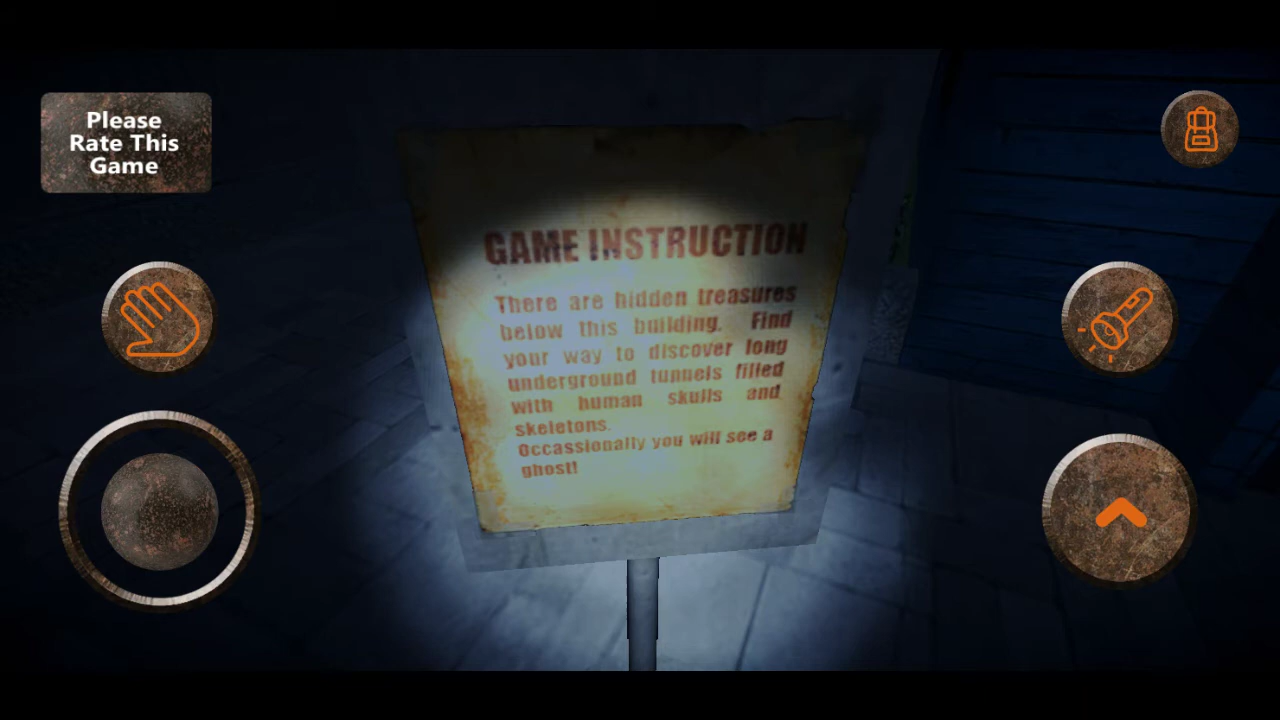 Please
Rate This
Game
GAME INSTRUCTION
There are hidden treasures
below this building. Find
your way to discover long
underground tunnels filled
with human skulls and
skeletons.
Occassionally you will see a
ghost!